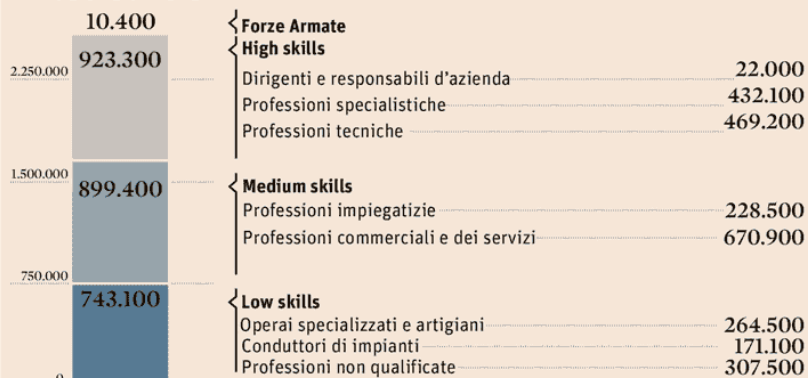 10.400
Forze Armate
High skills
923.300
2.250.000
Dirigenti e responsabili d'azienda 22.000
Professioni specialistiche 432.100
Professioni tecniche 469.200
1.500.000
899.400
Medium skills
Professioni impiegatizie 228.500
Professioni commerciali e dei servizi 670.900
750.000
743.100
Low skills
Operai specializzati e artigiani 264.500
Conduttori di impianti 171.100
Professioni non qualificate 307.500